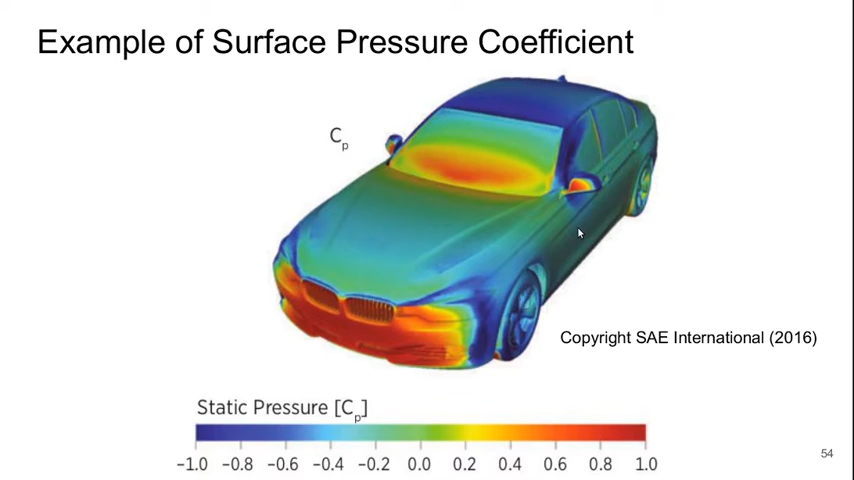 Example of Surface Pressure Coefficient
Cp
Copyright SAE International (2016)
Static Pressure [Cp]
−1.0 −0.8 −0.6 −0.4 −0.2 0.0 0.2 0.4 0.6 0.8 1.0
54